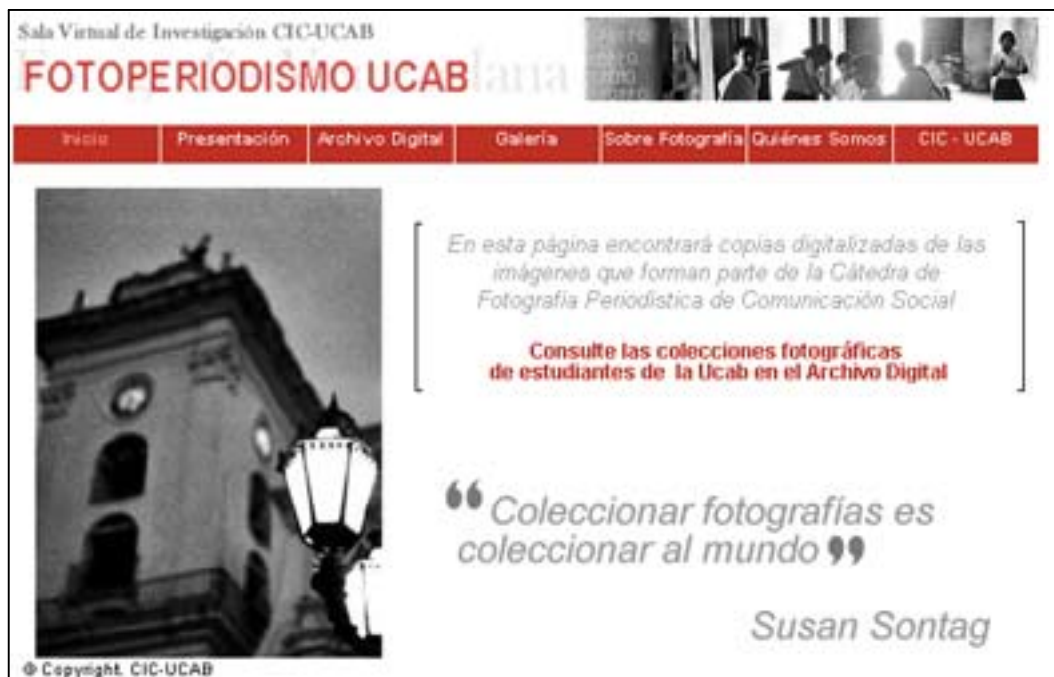 Sala Virtual de Investigación CIC-UCAB
FOTOPERIODISMO UCAB
Inicio Presentación Archivo Digital Galería Sobre Fotografía Quiénes Somos CIC - UCAB
En esta página encontrará copias digitalizadas de las
imágenes que forman parte de la Cátedra de
Fotografía Periodística de Comunicación Social
Consulte las colecciones fotográficas
de estudiantes de la Ucab en el Archivo Digital
“ Coleccionar fotografías es
coleccionar al mundo ”
Susan Sontag
© Copyright. CIC-UCAB